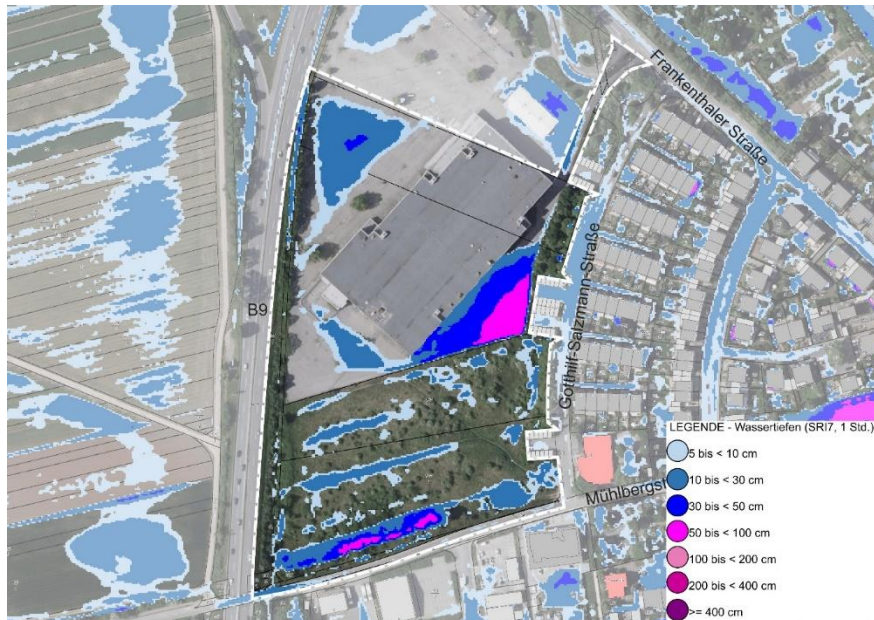 Frankenthaler Straße
B9
Gotthilf-Salzmann-Straße
Mühlbergst
LEGENDE - Wassertiefen (SRI7, 1 Std.)
5 bis < 10 cm
10 bis < 30 cm
30 bis < 50 cm
50 bis < 100 cm
100 bis < 200 cm
200 bis < 400 cm
>= 400 cm